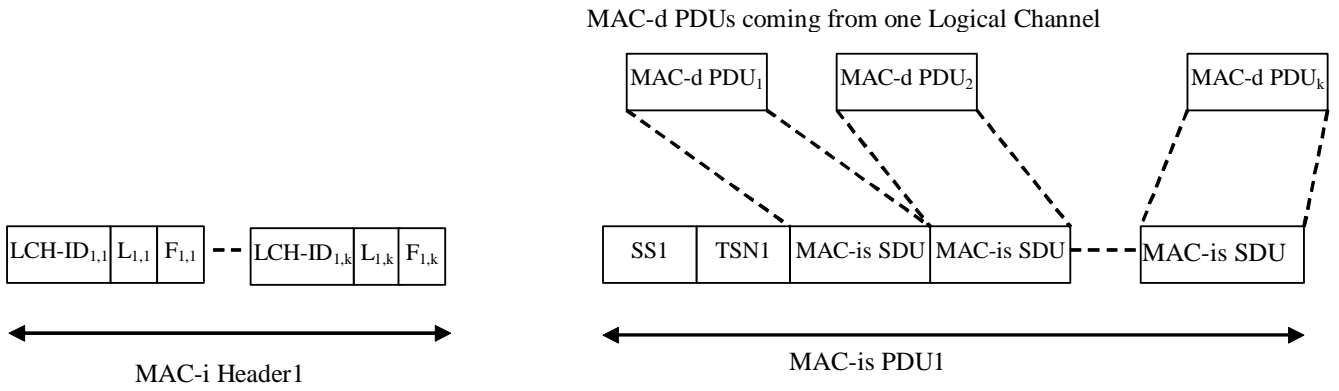 MAC-d PDUs coming from one Logical Channel
MAC-d PDU₁ MAC-d PDU₂ MAC-d PDUₖ
LCH-ID₁,₁ L₁,₁ F₁,₁ LCH-ID₁,ₖ L₁,ₖ F₁,ₖ SS1 TSN1 MAC-is SDU MAC-is SDU MAC-is SDU
MAC-i Header1 MAC-is PDU1